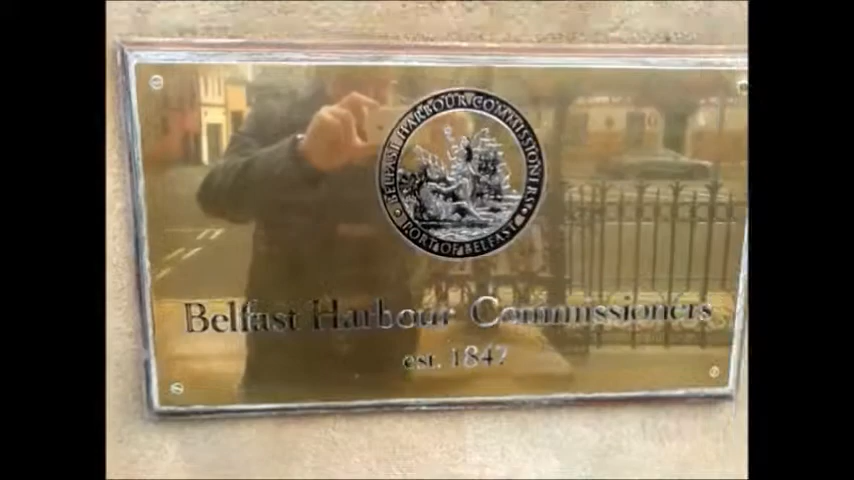 BELFAST HARBOUR COMMISSIONERS
PORT OF BELFAST
Belfast Harbour Commissioners
est. 1847